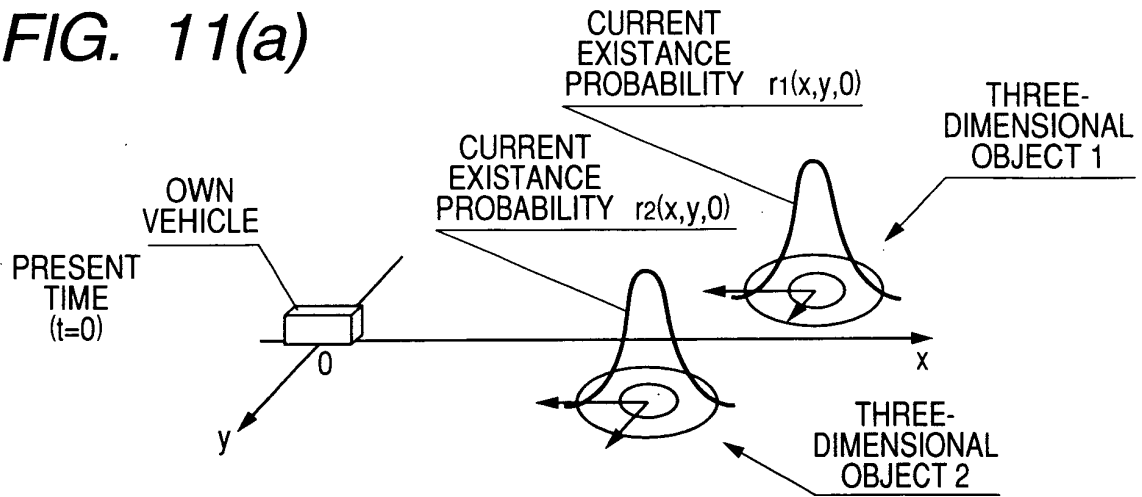 FIG. 11(a)
CURRENT
EXISTANCE
PROBABILITY r1(x,y,0)
THREE-
DIMENSIONAL
OBJECT 1
CURRENT
EXISTANCE
PROBABILITY r2(x,y,0)
OWN
VEHICLE
PRESENT
TIME
(t=0)
0
x
y
THREE-
DIMENSIONAL
OBJECT 2